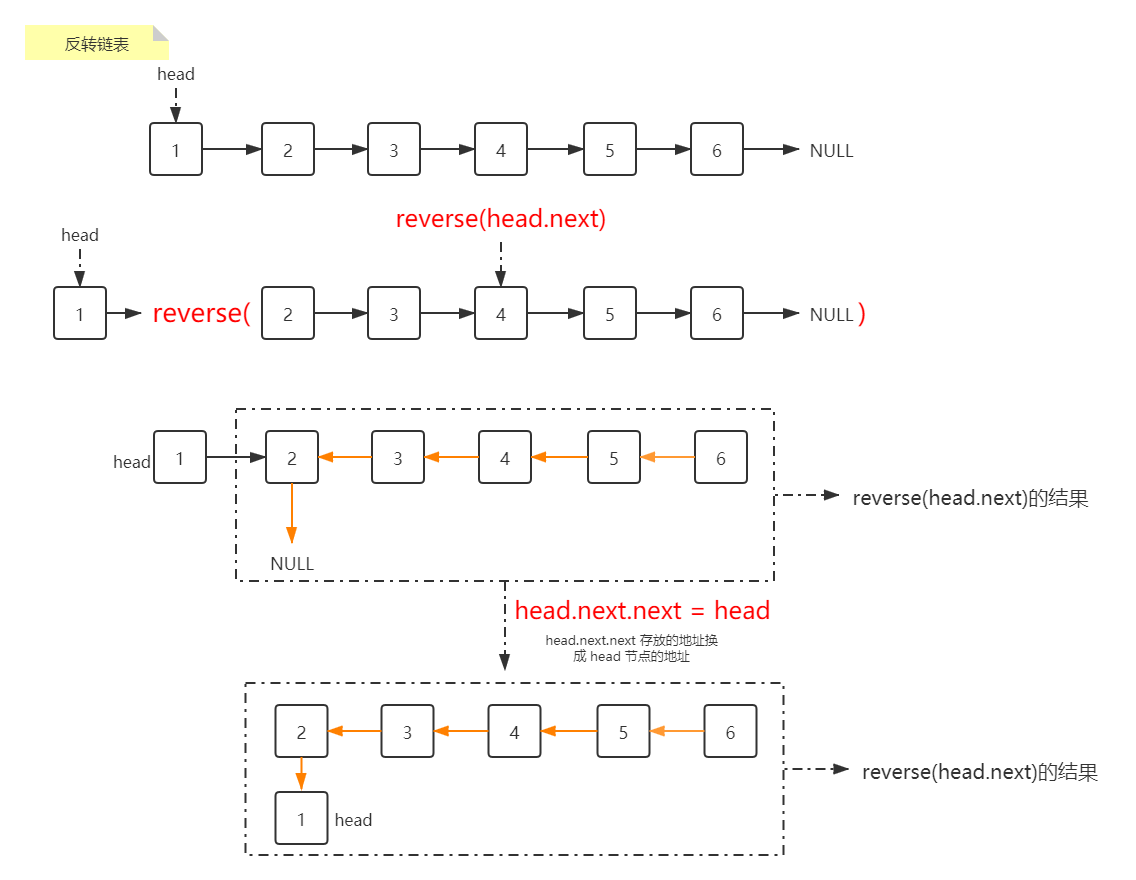 反转链表
head
1 2 3 4 5 6 NULL
reverse(head.next)
head
1 reverse( 2 3 4 5 6 NULL )
head 1 2 3 4 5 6
reverse(head.next)的结果
NULL
head.next.next = head
head.next.next 存放的地址换
成 head 节点的地址
2 3 4 5 6
reverse(head.next)的结果
1 head